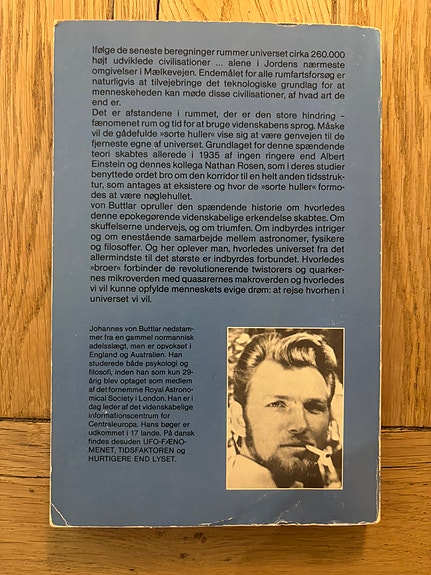 Ifølge de seneste beregninger rummer universet cirka 260.000
højt udviklede civilisationer ... alene i Jordens nærmeste
omgivelser i Mælkevejen. Endemålet for alle rumfartsforsøg er
naturligvis at tilvejebringe det teknologiske grundlag for at
menneskeheden kan møde disse civilisationer, af hvad art de
end er.
Det er afstandene i rummet, der er den store hindring –
fænomenet rum og tid for at bruge videnskabens sprog. Måske
vil de gådefulde »sorte huller« vise sig at være genvejen til de
fjerneste egne af universet. Grundlaget for denne spændende
teori skabtes allerede i 1935 af ingen ringere end Albert
Einstein og dennes kollega Nathan Rosen, som i deres studier
benyttede ordet bro om den korridor til en helt anden tidsstruk-
tur, som antages at eksistere og hvor de »sorte huller« formo-
des at være nøglehullet.
von Buttlar opruller den spændende historie om hvorledes
denne epokegørende videnskabelige erkendelse skabtes. Om
skuffelserne undervejs, og om triumfen. Om indbyrdes intriger
og om enestående samarbejde mellem astronomer, fysikere
og filosoffer. Og her oplever man, hvorledes universet fra det
allermindste til det største er indbyrdes forbundet. Hvorledes
»broer« forbinder de revolutionerende twistorers og quarker-
nes mikroverden med quasarernes makroverden og hvorledes
vi vil kunne opfylde menneskets evige drøm: at rejse hvorhen i
universet vi vil.
Johannes von Buttlar nedstam-
mer fra en gammel normannisk
adelsslægt, men er opvokset i
England og Australien. Han
studerede både psykologi og
filosofi, inden han som kun 29-
årig blev optaget som medlem
af det fornemme Royal Astrono-
mical Society i London. Han er i
dag leder af det videnskabelige
informationscentrum for
Centreleuropa. Hans bøger er
udkommet i 17 lande. På dansk
findes desuden UFO-FÆNO-
MENET, TIDSFAKTOREN og
HURTIGERE END LYSET.